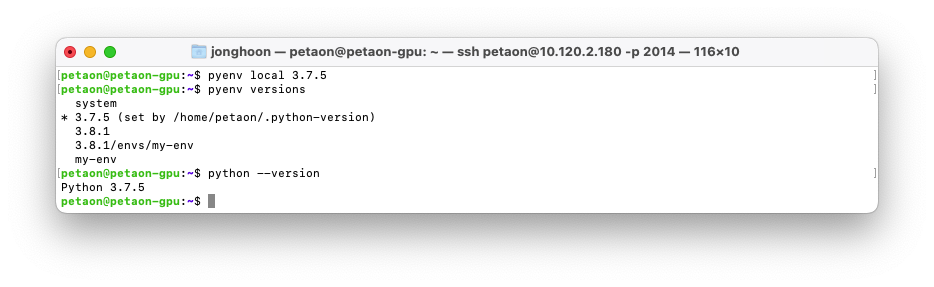 jonghoon — petaon@petaon-gpu: ~ — ssh petaon@10.120.2.180 -p 2014 — 116×10
[petaon@petaon-gpu:~$ pyenv local 3.7.5 ]
[petaon@petaon-gpu:~$ pyenv versions ]
  system
* 3.7.5 (set by /home/petaon/.python-version)
  3.8.1
  3.8.1/envs/my-env
  my-env
[petaon@petaon-gpu:~$ python --version ]
Python 3.7.5
petaon@petaon-gpu:~$